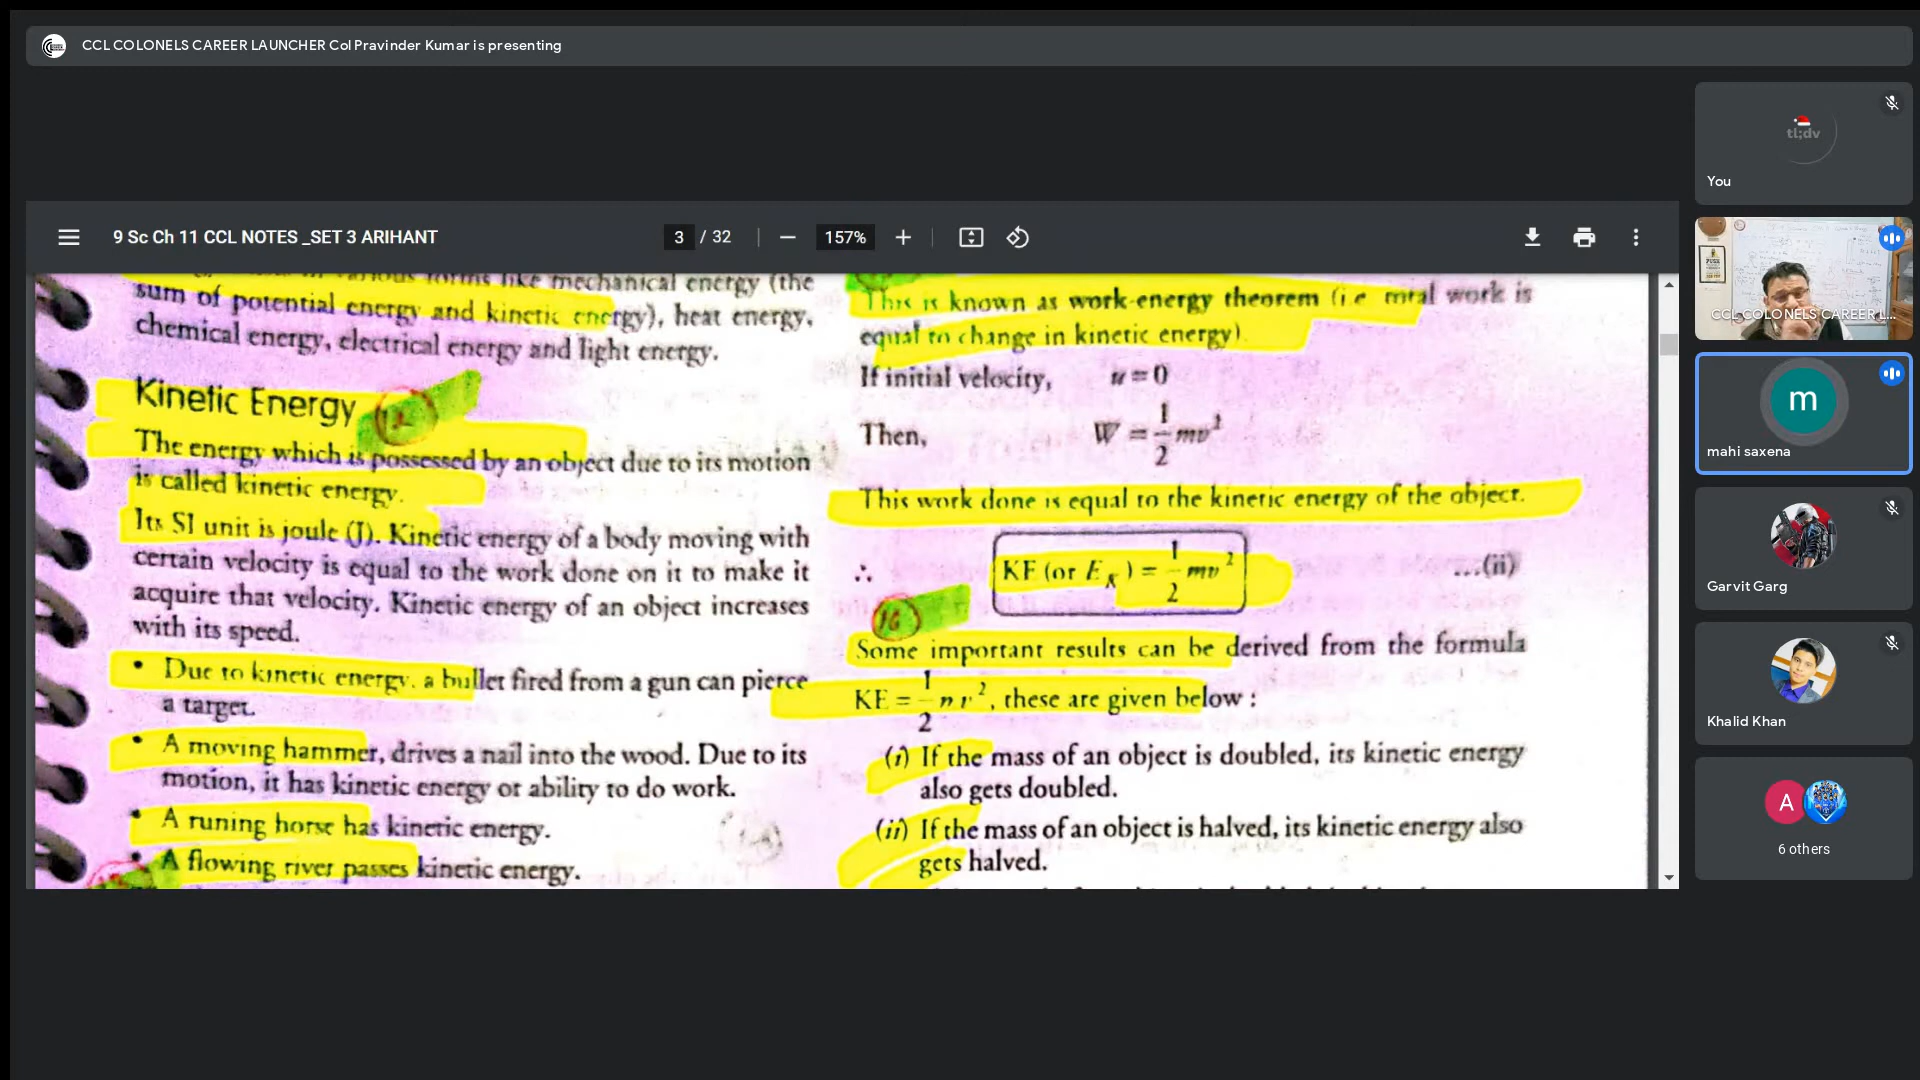 CCL COLONELS CAREER LAUNCHER Col Pravinder Kumar is presenting
9 Sc Ch 11 CCL NOTES _SET 3 ARIHANT
3 / 32
157%
forms like mechanical energy (the
sum of potential energy and kinetic energy), heat energy,
chemical energy, electrical energy and light energy.
Kinetic Energy
The energy which is possessed by an object due to its motion
is called kinetic energy.
Its SI unit is joule (J). Kinetic energy of a body moving with
certain velocity is equal to the work done on it to make it
acquire that velocity. Kinetic energy of an object increases
with its speed.
• Due to kinetic energy, a bullet fired from a gun can pierce
a target.
• A moving hammer, drives a nail into the wood. Due to its
motion, it has kinetic energy or ability to do work.
• A runing horse has kinetic energy.
• A flowing river passes kinetic energy.
This is known as work-energy theorem (i.e. work is
equal to change in kinetic energy).
If initial velocity, u = 0
Then, W = 1/2 mv²
This work done is equal to the kinetic energy of the object.
∴ KE (or E_K) = 1/2 mv² ...(ii)
16
Some important results can be derived from the formula
KE = 1/2 m v², these are given below :
(i) If the mass of an object is doubled, its kinetic energy
also gets doubled.
(ii) If the mass of an object is halved, its kinetic energy also
gets halved.
tl;dv
You
CCL COLONELS CAREER L...
m
mahi saxena
Garvit Garg
Khalid Khan
A
6 others